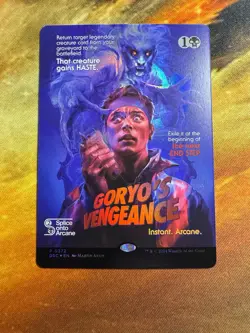 Return target legendary
creature card from your
graveyard to the
battlefield.
That creature
gains HASTE.
1
Exile it at the
beginning of
the next
END STEP
GORYO'S
VENGEANCE
Instant. Arcane.
Splice
onto
Arcane